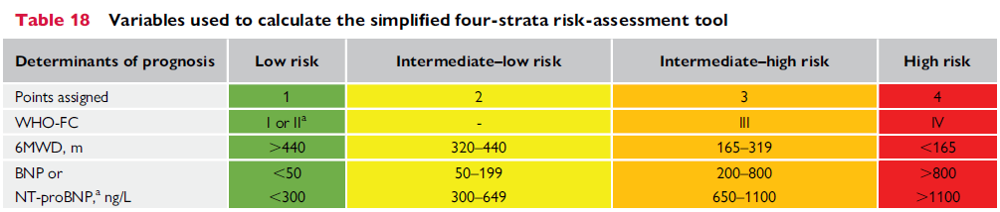 Table 18 Variables used to calculate the simplified four-strata risk-assessment tool
Determinants of prognosis Low risk Intermediate–low risk Intermediate–high risk High risk
Points assigned 1 2 3 4
WHO-FC I or IIa - III IV
6MWD, m >440 320–440 165–319 <165
BNP or <50 50–199 200–800 >800
NT-proBNP,a ng/L <300 300–649 650–1100 >1100